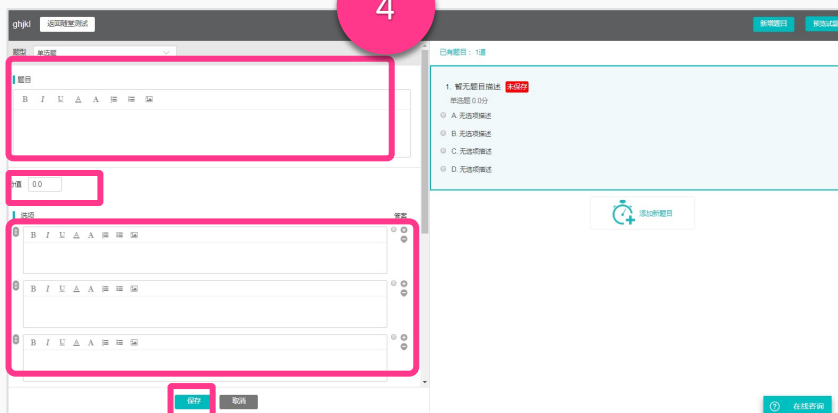 4
ghjkl 返回随堂测试 新增题目 预览试题
题型 单选题
已有题目：1道
题目
B I U A A
1. 暂无题目描述 未保存
单选题 0.0分
A. 无选项描述
B. 无选项描述
C. 无选项描述
D. 无选项描述
分值 0.0
添加新题目
选项 答案
B I U A A
B I U A A
B I U A A
保存 取消
在线咨询